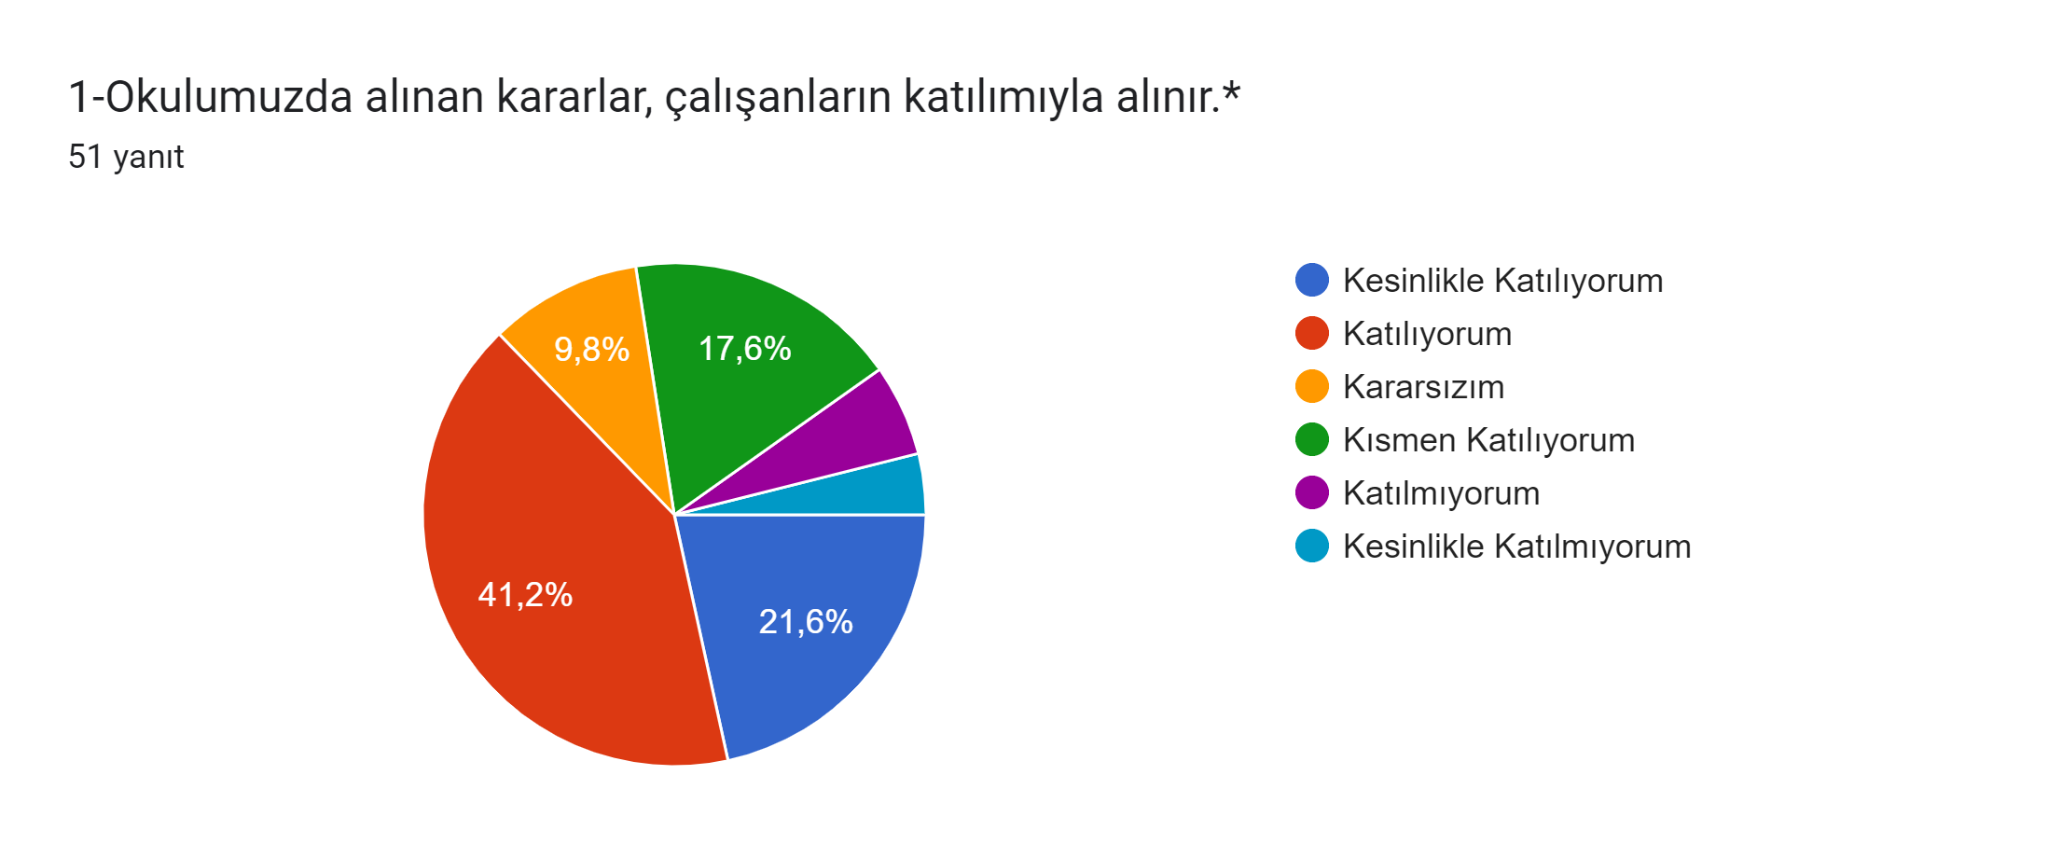 1-Okulumuzda alınan kararlar, çalışanların katılımıyla alınır.*
51 yanıt
9,8%
17,6%
41,2%
21,6%
Kesinlikle Katılıyorum
Katılıyorum
Kararsızım
Kısmen Katılıyorum
Katılmıyorum
Kesinlikle Katılmıyorum